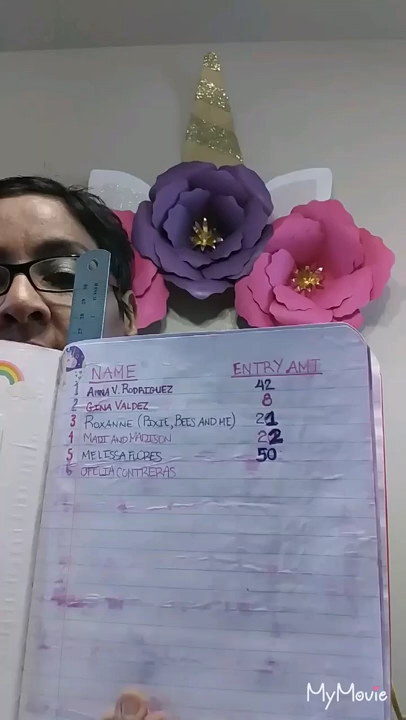 NAME ENTRY AMT
1 ANNA V. RODRIGUEZ 42
2 GINA VALDEZ 8
3 ROXANNE (POXIE, BEES AND ME) 21
4 MATT AND MADISON 22
5 MELISSA FLORES 50
6 OFELIA CONTRERAS
MyMovie